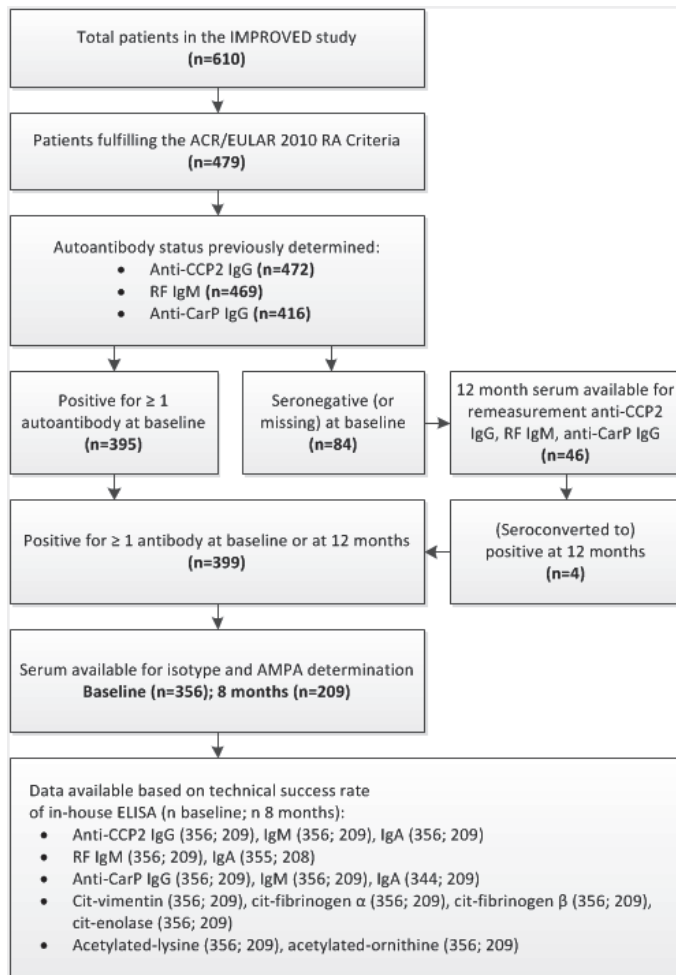 Total patients in the IMPROVED study
(n=610)
Patients fulfilling the ACR/EULAR 2010 RA Criteria
(n=479)
Autoantibody status previously determined:
• Anti-CCP2 IgG (n=472)
• RF IgM (n=469)
• Anti-CarP IgG (n=416)
Positive for ≥ 1
autoantibody at baseline
(n=395)
Seronegative (or
missing) at baseline
(n=84)
12 month serum available for
remeasurement anti-CCP2
IgG, RF IgM, anti-CarP IgG
(n=46)
Positive for ≥ 1 antibody at baseline or at 12 months
(n=399)
(Seroconverted to)
positive at 12 months
(n=4)
Serum available for isotype and AMPA determination
Baseline (n=356); 8 months (n=209)
Data available based on technical success rate
of in-house ELISA (n baseline; n 8 months):
• Anti-CCP2 IgG (356; 209), IgM (356; 209), IgA (356; 209)
• RF IgM (356; 209), IgA (355; 208)
• Anti-CarP IgG (356; 209), IgM (356; 209), IgA (344; 209)
• Cit-vimentin (356; 209), cit-fibrinogen α (356; 209), cit-fibrinogen β (356; 209),
cit-enolase (356; 209)
• Acetylated-lysine (356; 209), acetylated-ornithine (356; 209)